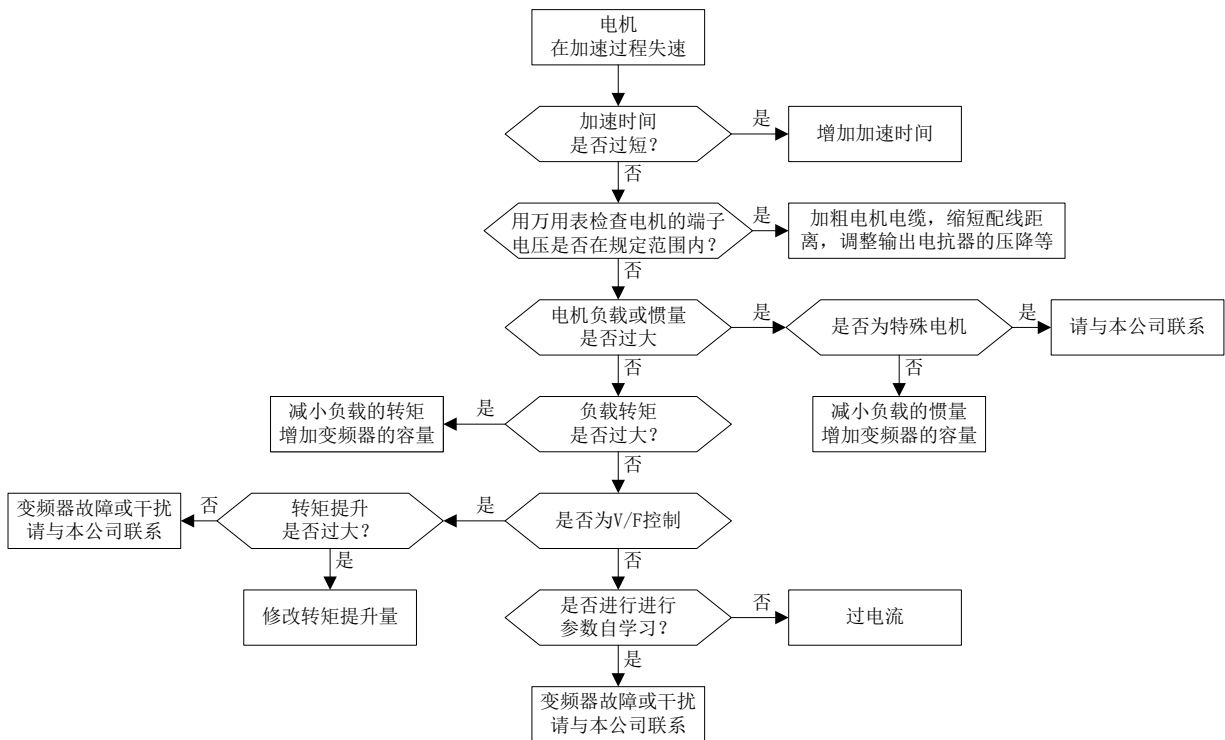 电机
在加速过程失速
加速时间
是否过短?
是
增加加速时间
否
用万用表检查电机的端子
电压是否在规定范围内?
是
加粗电机电缆，缩短配线距
离，调整输出电抗器的压降等
否
电机负载或惯量
是否过大
是
是否为特殊电机
是
请与本公司联系
否
否
减小负载的转矩
增加变频器的容量
是
负载转矩
是否过大?
减小负载的惯量
增加变频器的容量
否
变频器故障或干扰
请与本公司联系
否
转矩提升
是否过大?
是
是否为V/F控制
是
否
修改转矩提升量
是否进行进行
参数自学习?
否
过电流
是
变频器故障或干扰
请与本公司联系